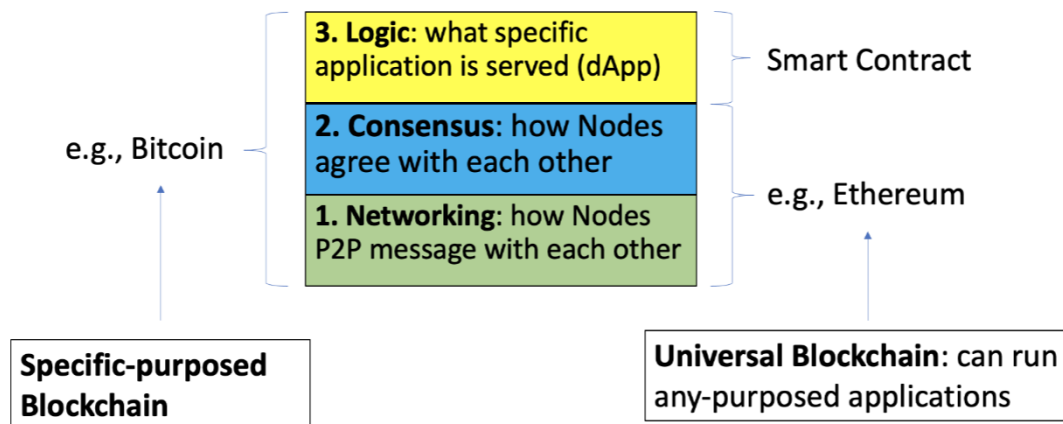 3. Logic: what specific
application is served (dApp)
Smart Contract
2. Consensus: how Nodes
agree with each other
e.g., Bitcoin
e.g., Ethereum
1. Networking: how Nodes
P2P message with each other
Specific-purposed
Blockchain
Universal Blockchain: can run
any-purposed applications